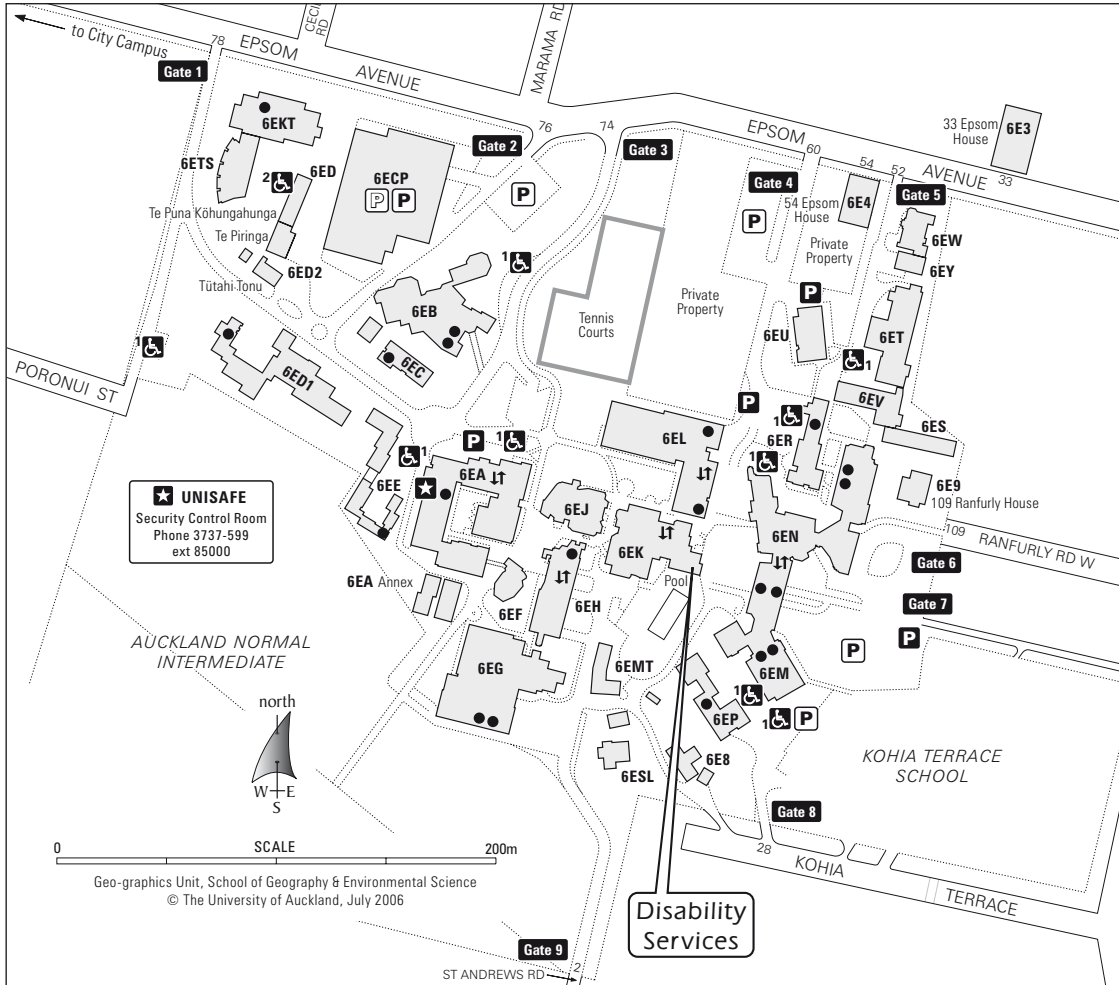 to City Campus
78
EPSOM
AVENUE
CECIL
RD
MARAMA RD
Gate 1
6EKT
6ETS
2
6ED
Te Puna Kōhungahunga
Te Piringa
6ED2
Tūtahi Tonu
6ECP
P P
Gate 2
76
74
Gate 3
P
EPSOM
AVENUE
60
54
52
33
33 Epsom
House
6E3
Gate 4
P
54 Epsom
House
6E4
Private
Property
Gate 5
6EW
6EY
1
6EB
6EC
Tennis
Courts
Private
Property
P
6EU
6ET
1
6EV
6ES
1
PORONUI ST
6ED1
P
1
6ER
1
6E9
109 Ranfurly House
6EL
P
1
6EA
1
6EE
UNISAFE
Security Control Room
Phone 3737-599
ext 85000
6EJ
6EK
6EN
109
RANFURLY RD W
Gate 6
Gate 7
P
P
6EA Annex
6EF
6EH
Pool
6EMT
6EG
6EM
1
1
P
6EP
6E8
6ESL
AUCKLAND NORMAL
INTERMEDIATE
KOHIA TERRACE
SCHOOL
north
W E
S
Gate 8
28
KOHIA
TERRACE
SCALE
0
200m
Geo-graphics Unit, School of Geography & Environmental Science
© The University of Auckland, July 2006
Disability
Services
Gate 9
2
ST ANDREWS RD